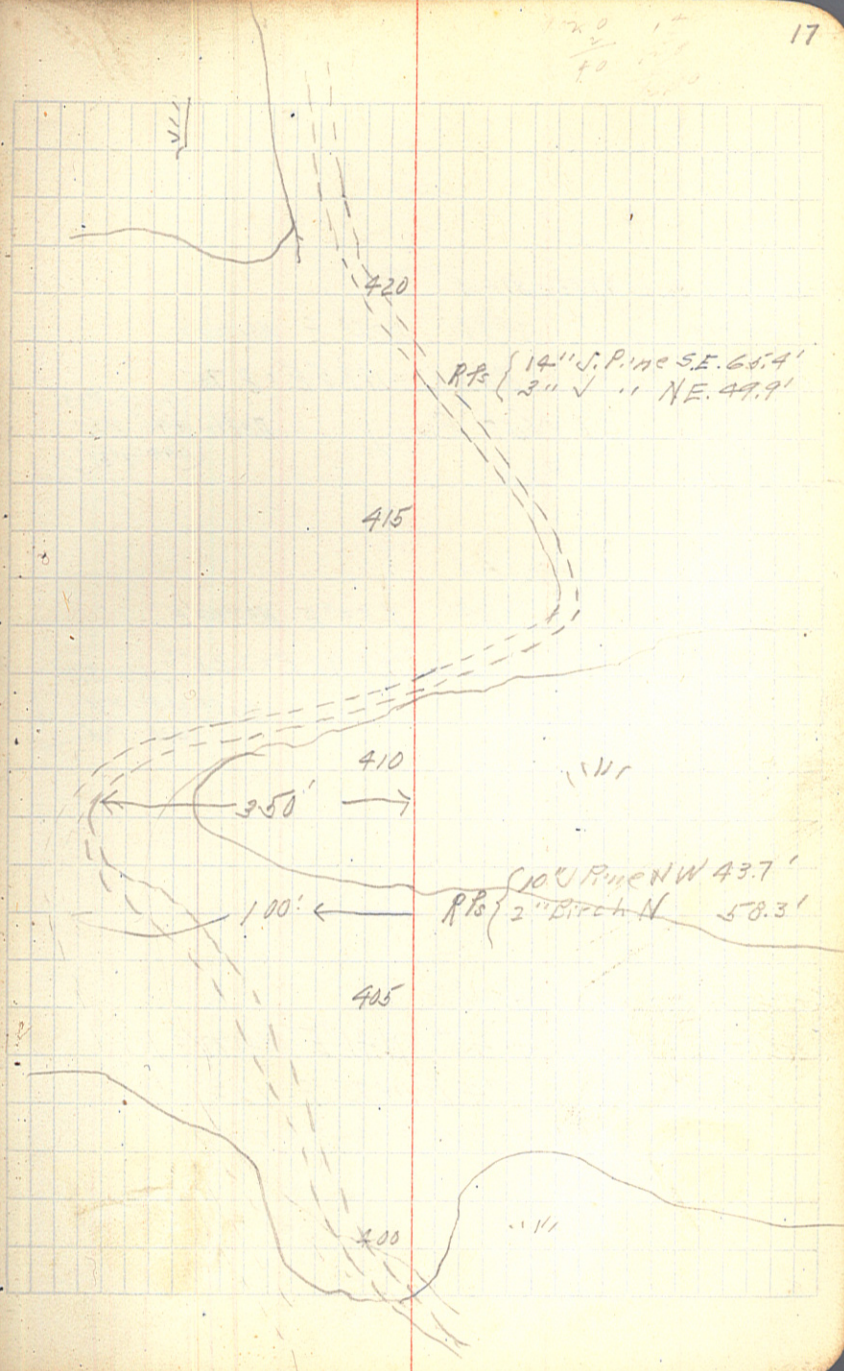 17
420
RPs { 14" J. Pine S.E. 65.4'
3" J " NE. 49.9'
415
410
350'
RPs { 10" J Pine NW 43.7'
2" Birch N 58.3'
100'
405
400